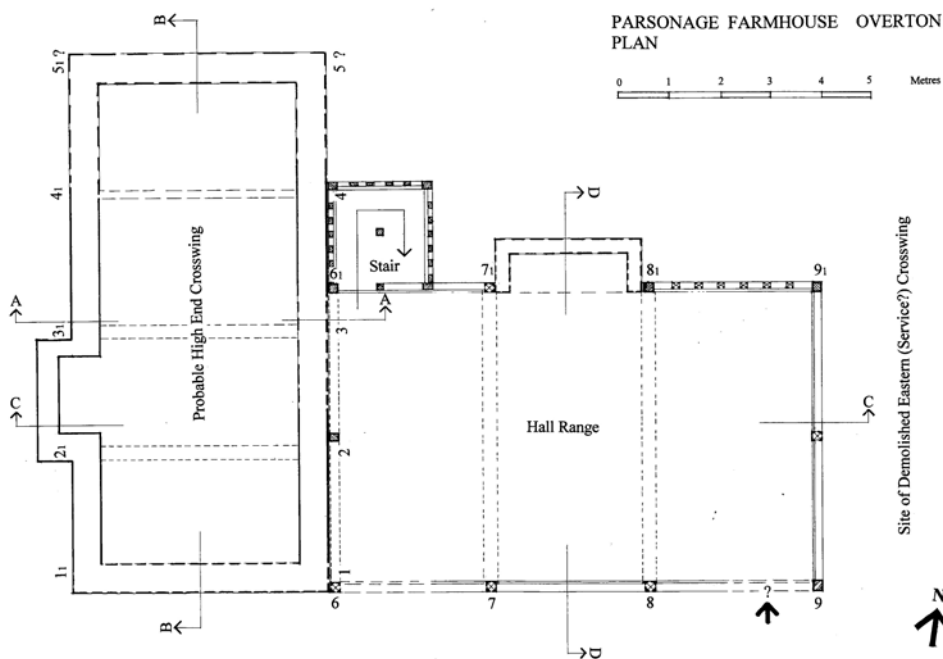 PARSONAGE FARMHOUSE OVERTON
PLAN
0 1 2 3 4 5 Metres
B
D
51 ?
5 ?
41
4
Stair
61
71
81
91
A
A
31
3
Probable High End Crosswing
C
C
Hall Range
21
2
Site of Demolished Eastern (Service?) Crosswing
11
1
6
7
8
?
9
B
D
N